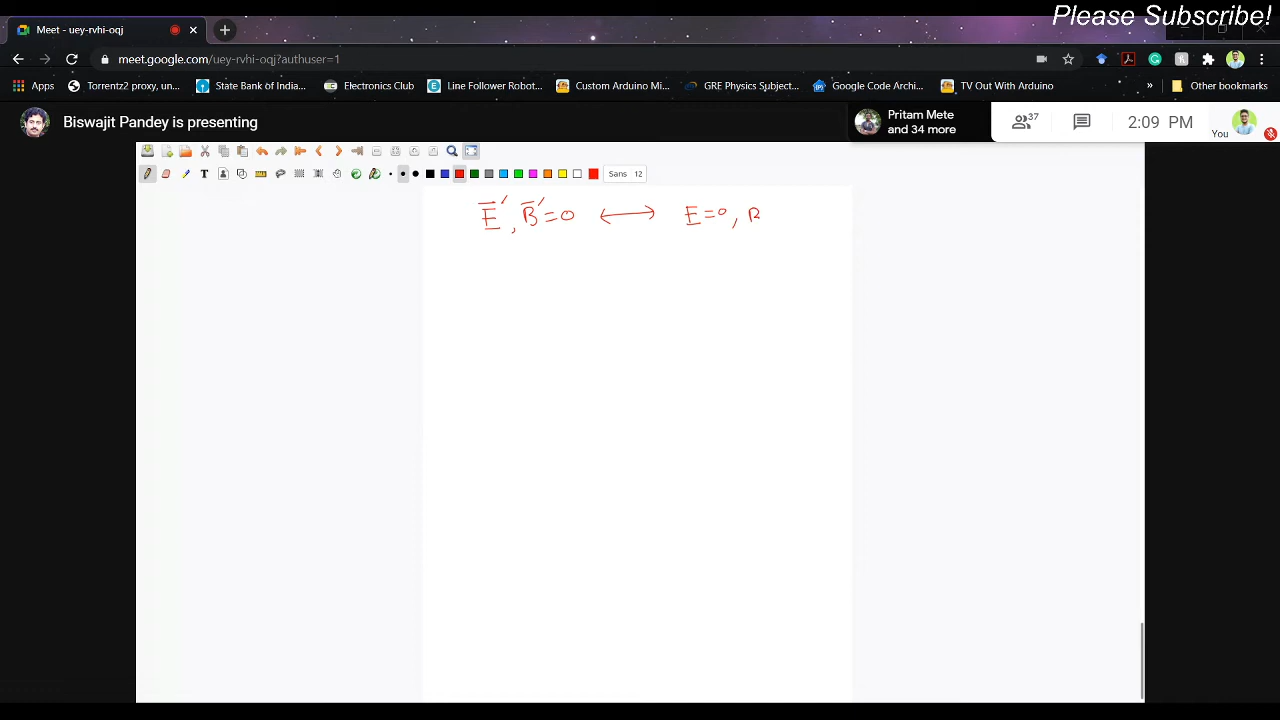 Please Subscribe!
Meet - uey-rvhi-oqj
meet.google.com/uey-rvhi-oqj?authuser=1
Apps Torrentz2 proxy, un... State Bank of India... Electronics Club Line Follower Robot... Custom Arduino Mi... GRE Physics Subject... Google Code Archi... TV Out With Arduino » Other bookmarks
Biswajit Pandey is presenting
Pritam Mete
and 34 more
37
2:09 PM
You
Sans 12
E⃗′, B⃗′=0 ⟷ E=0, B